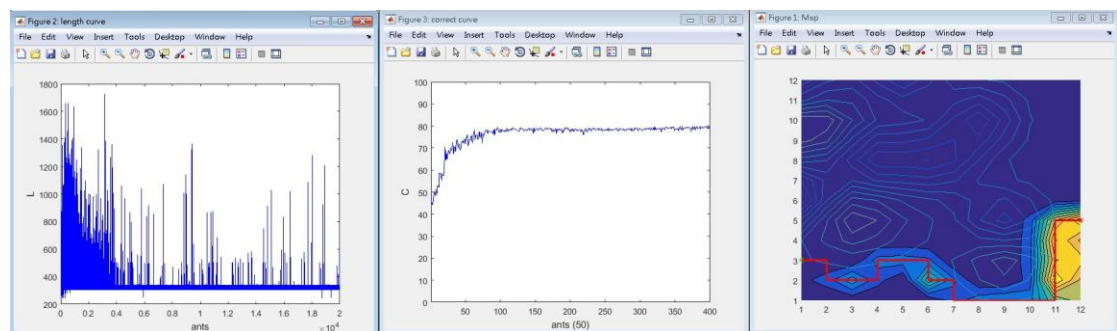 Figure 2: length curve
File Edit View Insert Tools Desktop Window Help
1800
1600
1400
1200
1000
800
600
400
200
L
0 0.2 0.4 0.6 0.8 1 1.2 1.4 1.6 1.8 2
ants
×10⁴
Figure 3: correct curve
File Edit View Insert Tools Desktop Window Help
100
90
80
70
60
50
40
30
20
10
0
C
50 100 150 200 250 300 350 400
ants (50)
Figure 1: Map
File Edit View Insert Tools Desktop Window Help
12
11
10
9
8
7
6
5
4
3
2
1
1 2 3 4 5 6 7 8 9 10 11 12